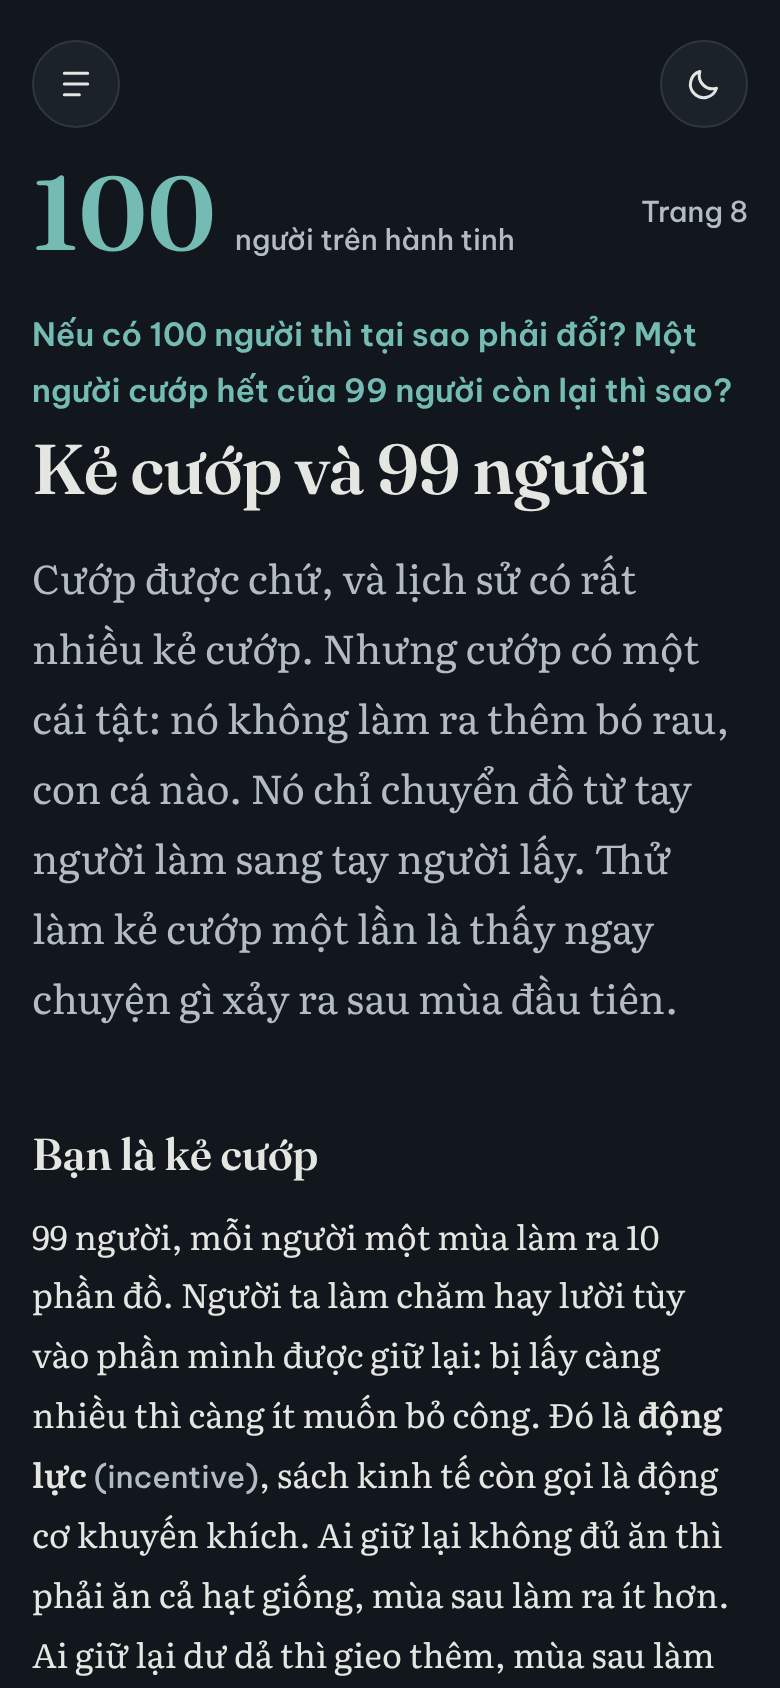 100 người trên hành tinh
Trang 8
Nếu có 100 người thì tại sao phải đổi? Một
người cướp hết của 99 người còn lại thì sao?
Kẻ cướp và 99 người
Cướp được chứ, và lịch sử có rất
nhiều kẻ cướp. Nhưng cướp có một
cái tật: nó không làm ra thêm bó rau,
con cá nào. Nó chỉ chuyển đồ từ tay
người làm sang tay người lấy. Thử
làm kẻ cướp một lần là thấy ngay
chuyện gì xảy ra sau mùa đầu tiên.
Bạn là kẻ cướp
99 người, mỗi người một mùa làm ra 10
phần đồ. Người ta làm chăm hay lười tùy
vào phần mình được giữ lại: bị lấy càng
nhiều thì càng ít muốn bỏ công. Đó là động
lực (incentive), sách kinh tế còn gọi là động
cơ khuyến khích. Ai giữ lại không đủ ăn thì
phải ăn cả hạt giống, mùa sau làm ra ít hơn.
Ai giữ lại dư dả thì gieo thêm, mùa sau làm